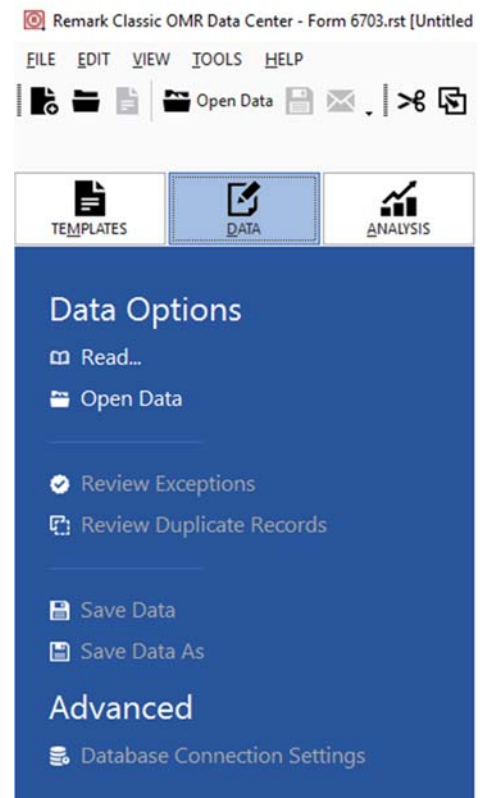 Remark Classic OMR Data Center - Form 6703.rst [Untitled
FILE EDIT VIEW TOOLS HELP
Open Data
TEMPLATES DATA ANALYSIS
Data Options
Read...
Open Data
Review Exceptions
Review Duplicate Records
Save Data
Save Data As
Advanced
Database Connection Settings